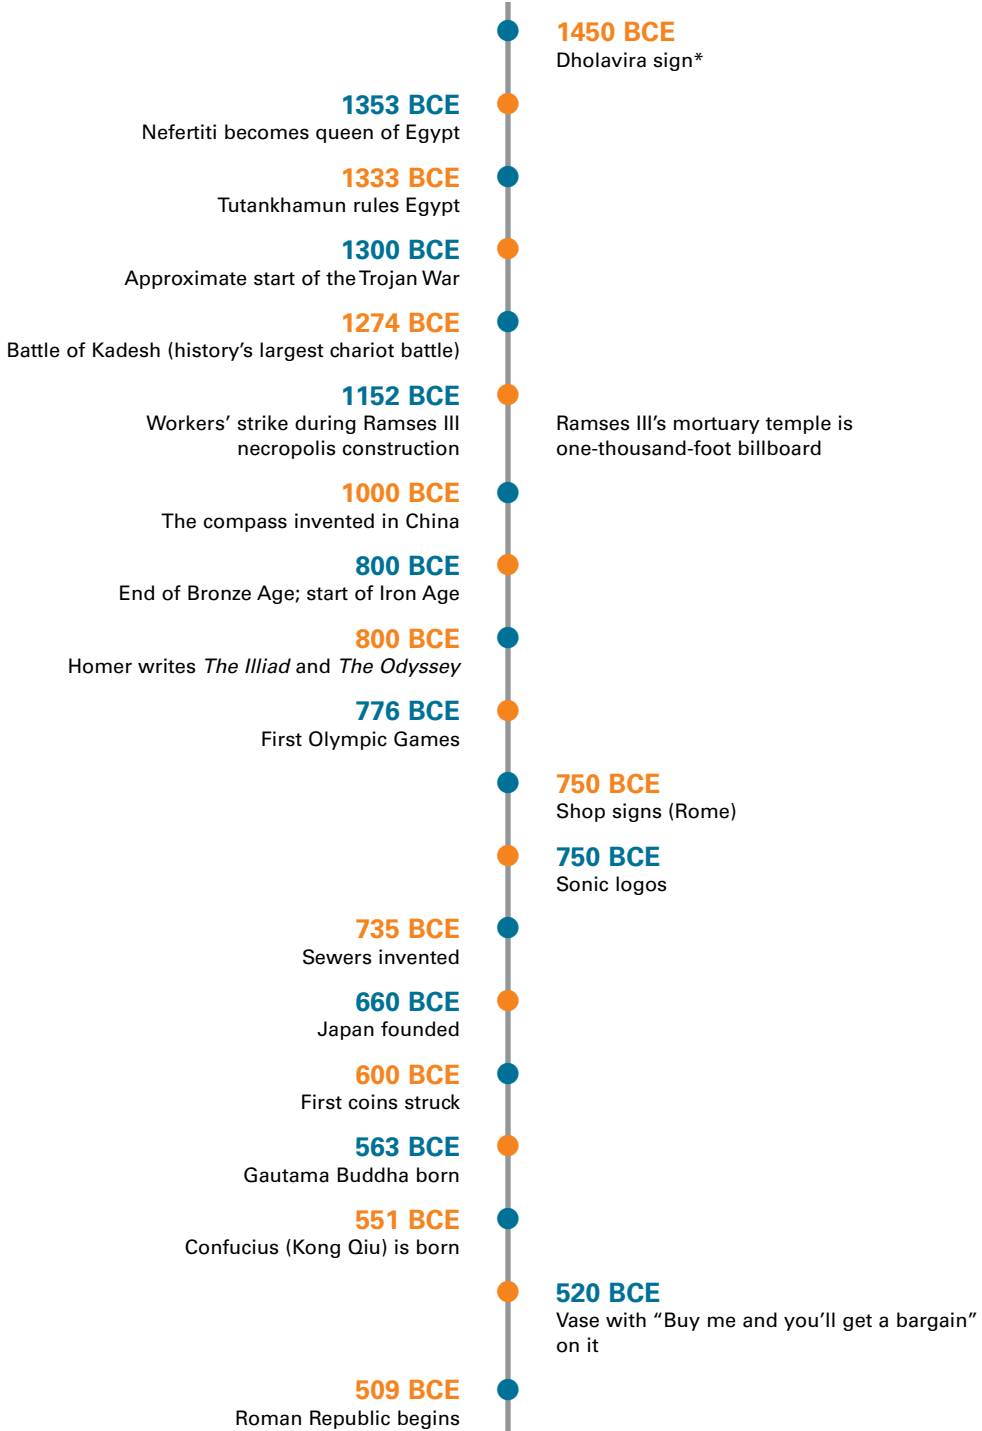 1450 BCE
Dholavira sign*
1353 BCE
Nefertiti becomes queen of Egypt
1333 BCE
Tutankhamun rules Egypt
1300 BCE
Approximate start of the Trojan War
1274 BCE
Battle of Kadesh (history’s largest chariot battle)
1152 BCE
Workers’ strike during Ramses III
necropolis construction
Ramses III’s mortuary temple is
one-thousand-foot billboard
1000 BCE
The compass invented in China
800 BCE
End of Bronze Age; start of Iron Age
800 BCE
Homer writes The Illiad and The Odyssey
776 BCE
First Olympic Games
750 BCE
Shop signs (Rome)
750 BCE
Sonic logos
735 BCE
Sewers invented
660 BCE
Japan founded
600 BCE
First coins struck
563 BCE
Gautama Buddha born
551 BCE
Confucius (Kong Qiu) is born
520 BCE
Vase with “Buy me and you’ll get a bargain”
on it
509 BCE
Roman Republic begins